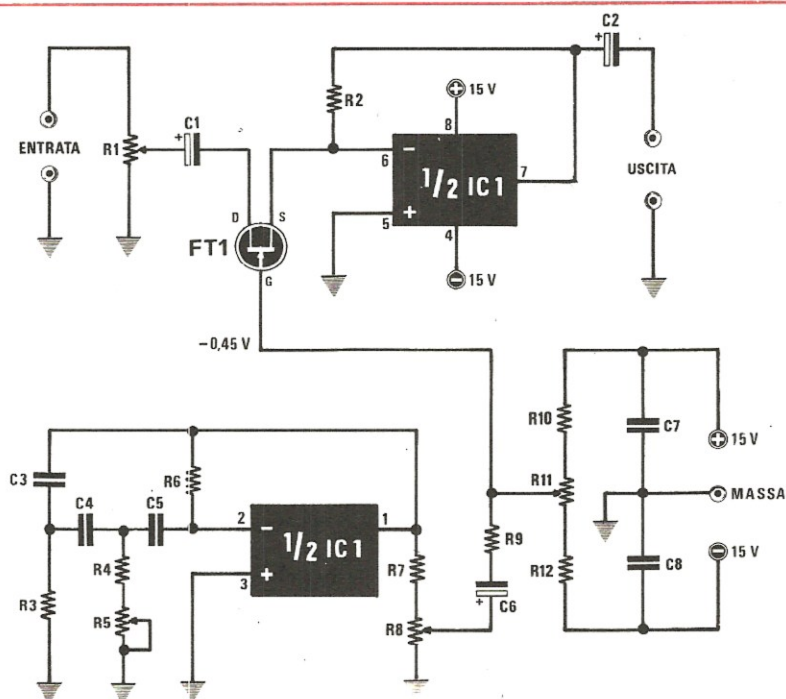 C2
+
R2
+ 15 V
C1
+
8
ENTRATA
R1
6
−
1/2 IC1
7
USCITA
D
S
5
+
FT1
4
G
− 15 V
−0,45 V
R10
C7
+ 15 V
C3
R6
R11
MASSA
C4
C5
2
−
1/2 IC1
1
R9
− 15 V
3
+
R7
R12
C8
R4
C6
+
R3
R5
R8